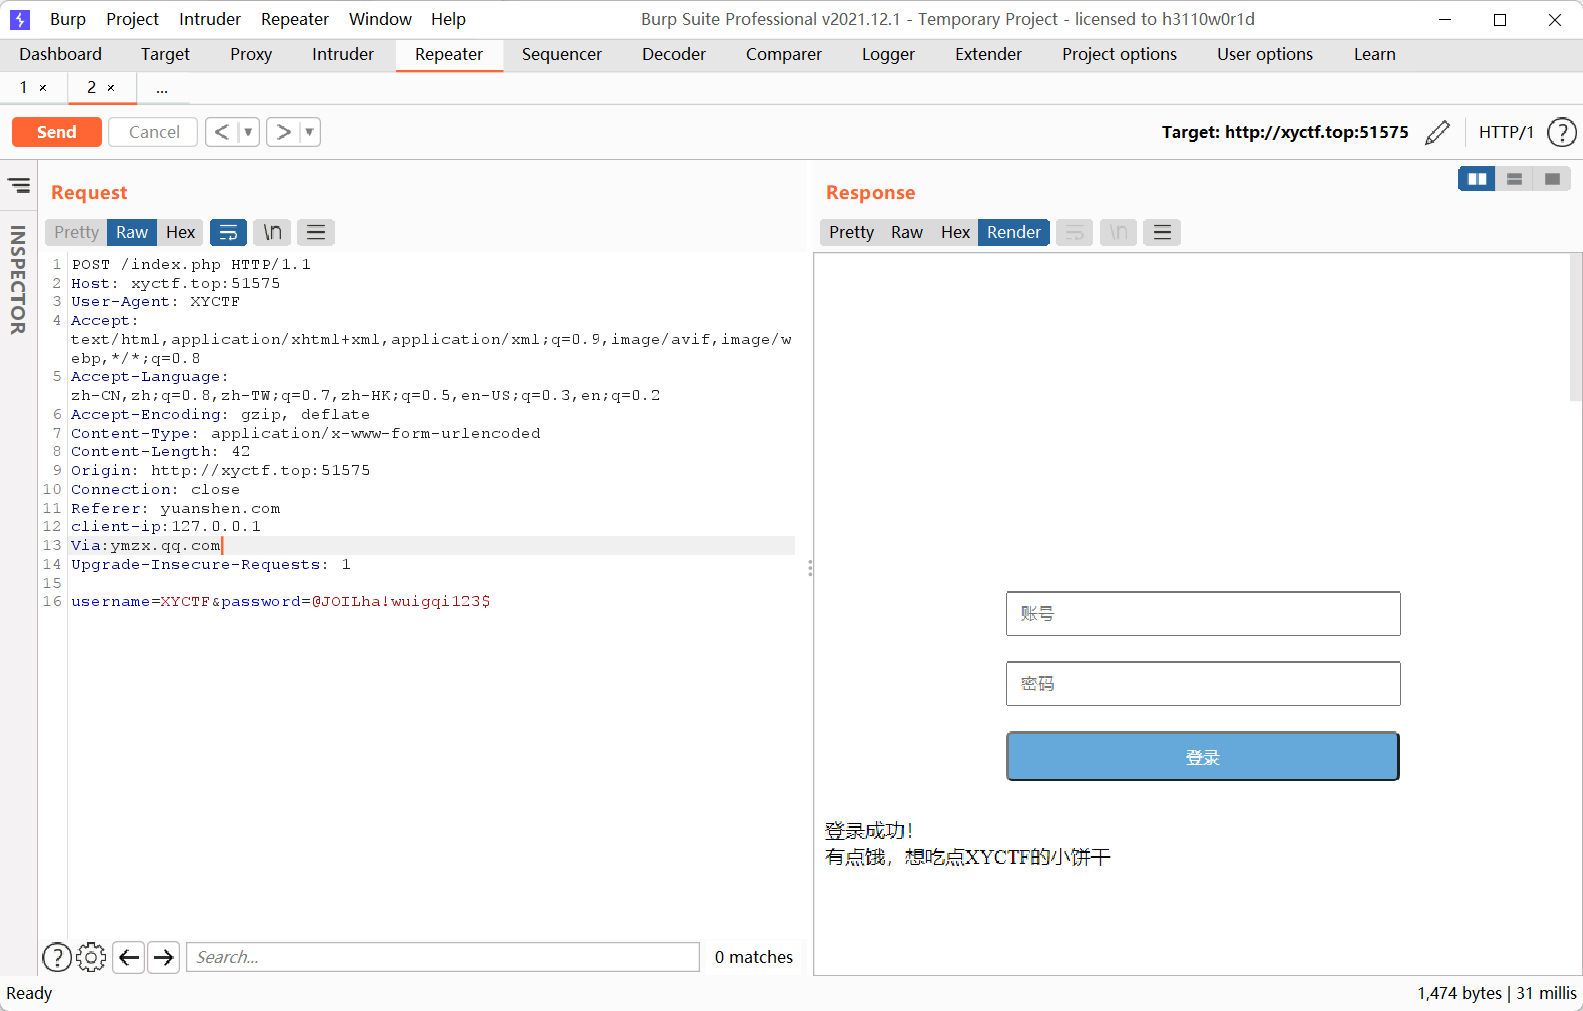 Burp Project Intruder Repeater Window Help Burp Suite Professional v2021.12.1 - Temporary Project - licensed to h3110w0r1d
Dashboard Target Proxy Intruder Repeater Sequencer Decoder Comparer Logger Extender Project options User options Learn
1 × 2 × ...
Send Cancel < > Target: http://xyctf.top:51575 HTTP/1 ?
INSPECTOR
Request
Pretty Raw Hex \n
1 POST /index.php HTTP/1.1
2 Host: xyctf.top:51575
3 User-Agent: XYCTF
4 Accept:
text/html,application/xhtml+xml,application/xml;q=0.9,image/avif,image/w
ebp,*/*;q=0.8
5 Accept-Language:
zh-CN,zh;q=0.8,zh-TW;q=0.7,zh-HK;q=0.5,en-US;q=0.3,en;q=0.2
6 Accept-Encoding: gzip, deflate
7 Content-Type: application/x-www-form-urlencoded
8 Content-Length: 42
9 Origin: http://xyctf.top:51575
10 Connection: close
11 Referer: yuanshen.com
12 client-ip:127.0.0.1
13 Via:ymzx.qq.com
14 Upgrade-Insecure-Requests: 1
15
16 username=XYCTF&password=@JOILha!wuigqi123$
? Search... 0 matches
Response
Pretty Raw Hex Render \n
账号
密码
登录
登录成功！
有点饿，想吃点XYCTF的小饼干
Ready 1,474 bytes | 31 millis